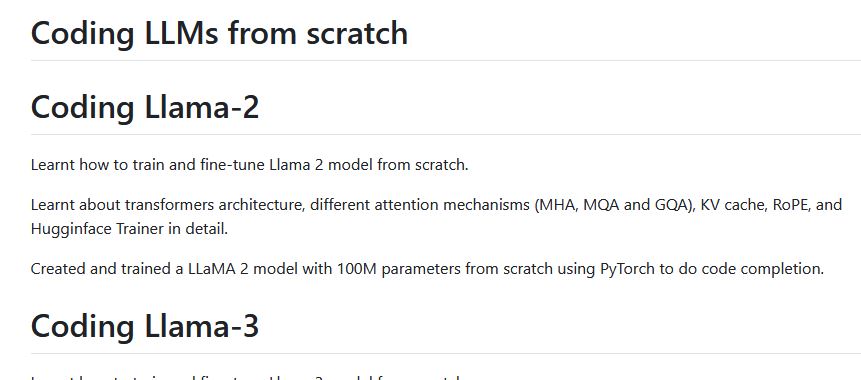 Coding LLMs from scratch
Coding Llama-2
Learnt how to train and fine-tune Llama 2 model from scratch.
Learnt about transformers architecture, different attention mechanisms (MHA, MQA and GQA), KV cache, RoPE, and
Hugginface Trainer in detail.
Created and trained a LLaMA 2 model with 100M parameters from scratch using PyTorch to do code completion.
Coding Llama-3